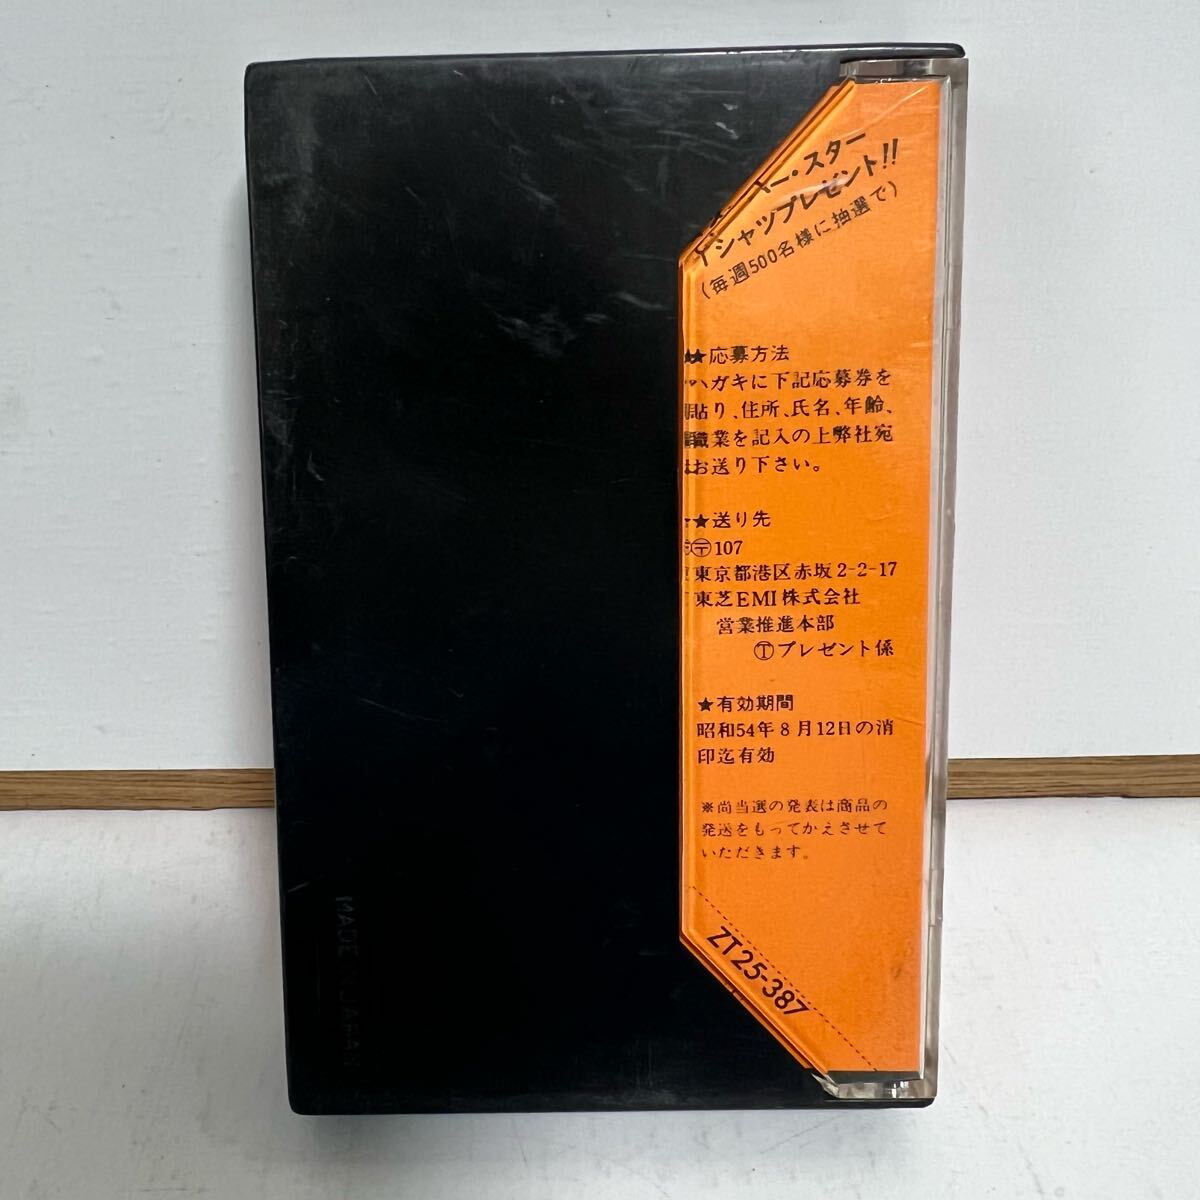 キー・スター
Tシャツプレゼント!!
(毎週500名様に抽選で)
★応募方法
ハガキに下記応募券を
貼り、住所、氏名、年齢、
職業を記入の上弊社宛
お送り下さい。
★送り先
〒107
東京都港区赤坂2-2-17
東芝EMI株式会社
営業推進本部
Ⓣプレゼント係
★有効期間
昭和54年8月12日の消
印迄有効
※尚当選の発表は商品の
発送をもってかえさせて
いただきます。
ZT25-387
MADE IN JAPAN